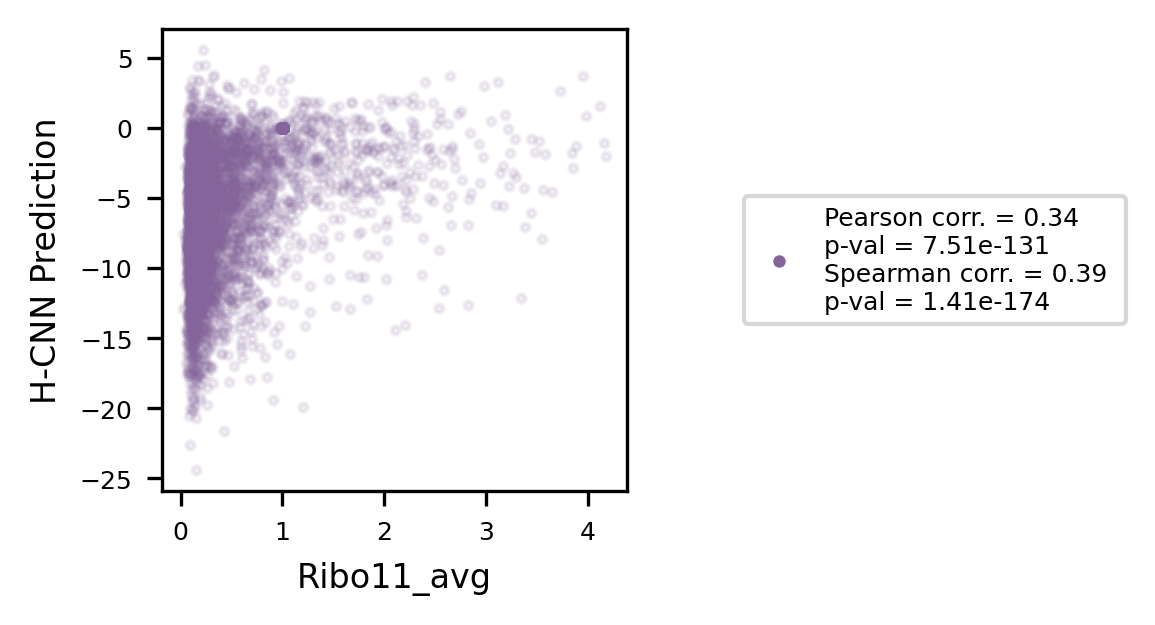 5
0
−5
−10
−15
−20
−25
H-CNN Prediction
0
1
2
3
4
Ribo11_avg
Pearson corr. = 0.34
p-val = 7.51e-131
Spearman corr. = 0.39
p-val = 1.41e-174